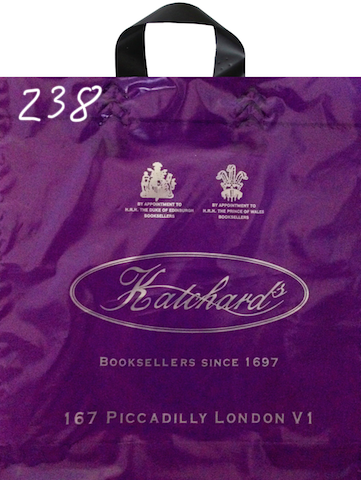 238
BY APPOINTMENT TO
H.R.H. THE DUKE OF EDINBURGH
BOOKSELLERS
BY APPOINTMENT TO
H.R.H. THE PRINCE OF WALES
BOOKSELLERS
Katchard's
BOOKSELLERS SINCE 1697
167 PICCADILLY LONDON V1